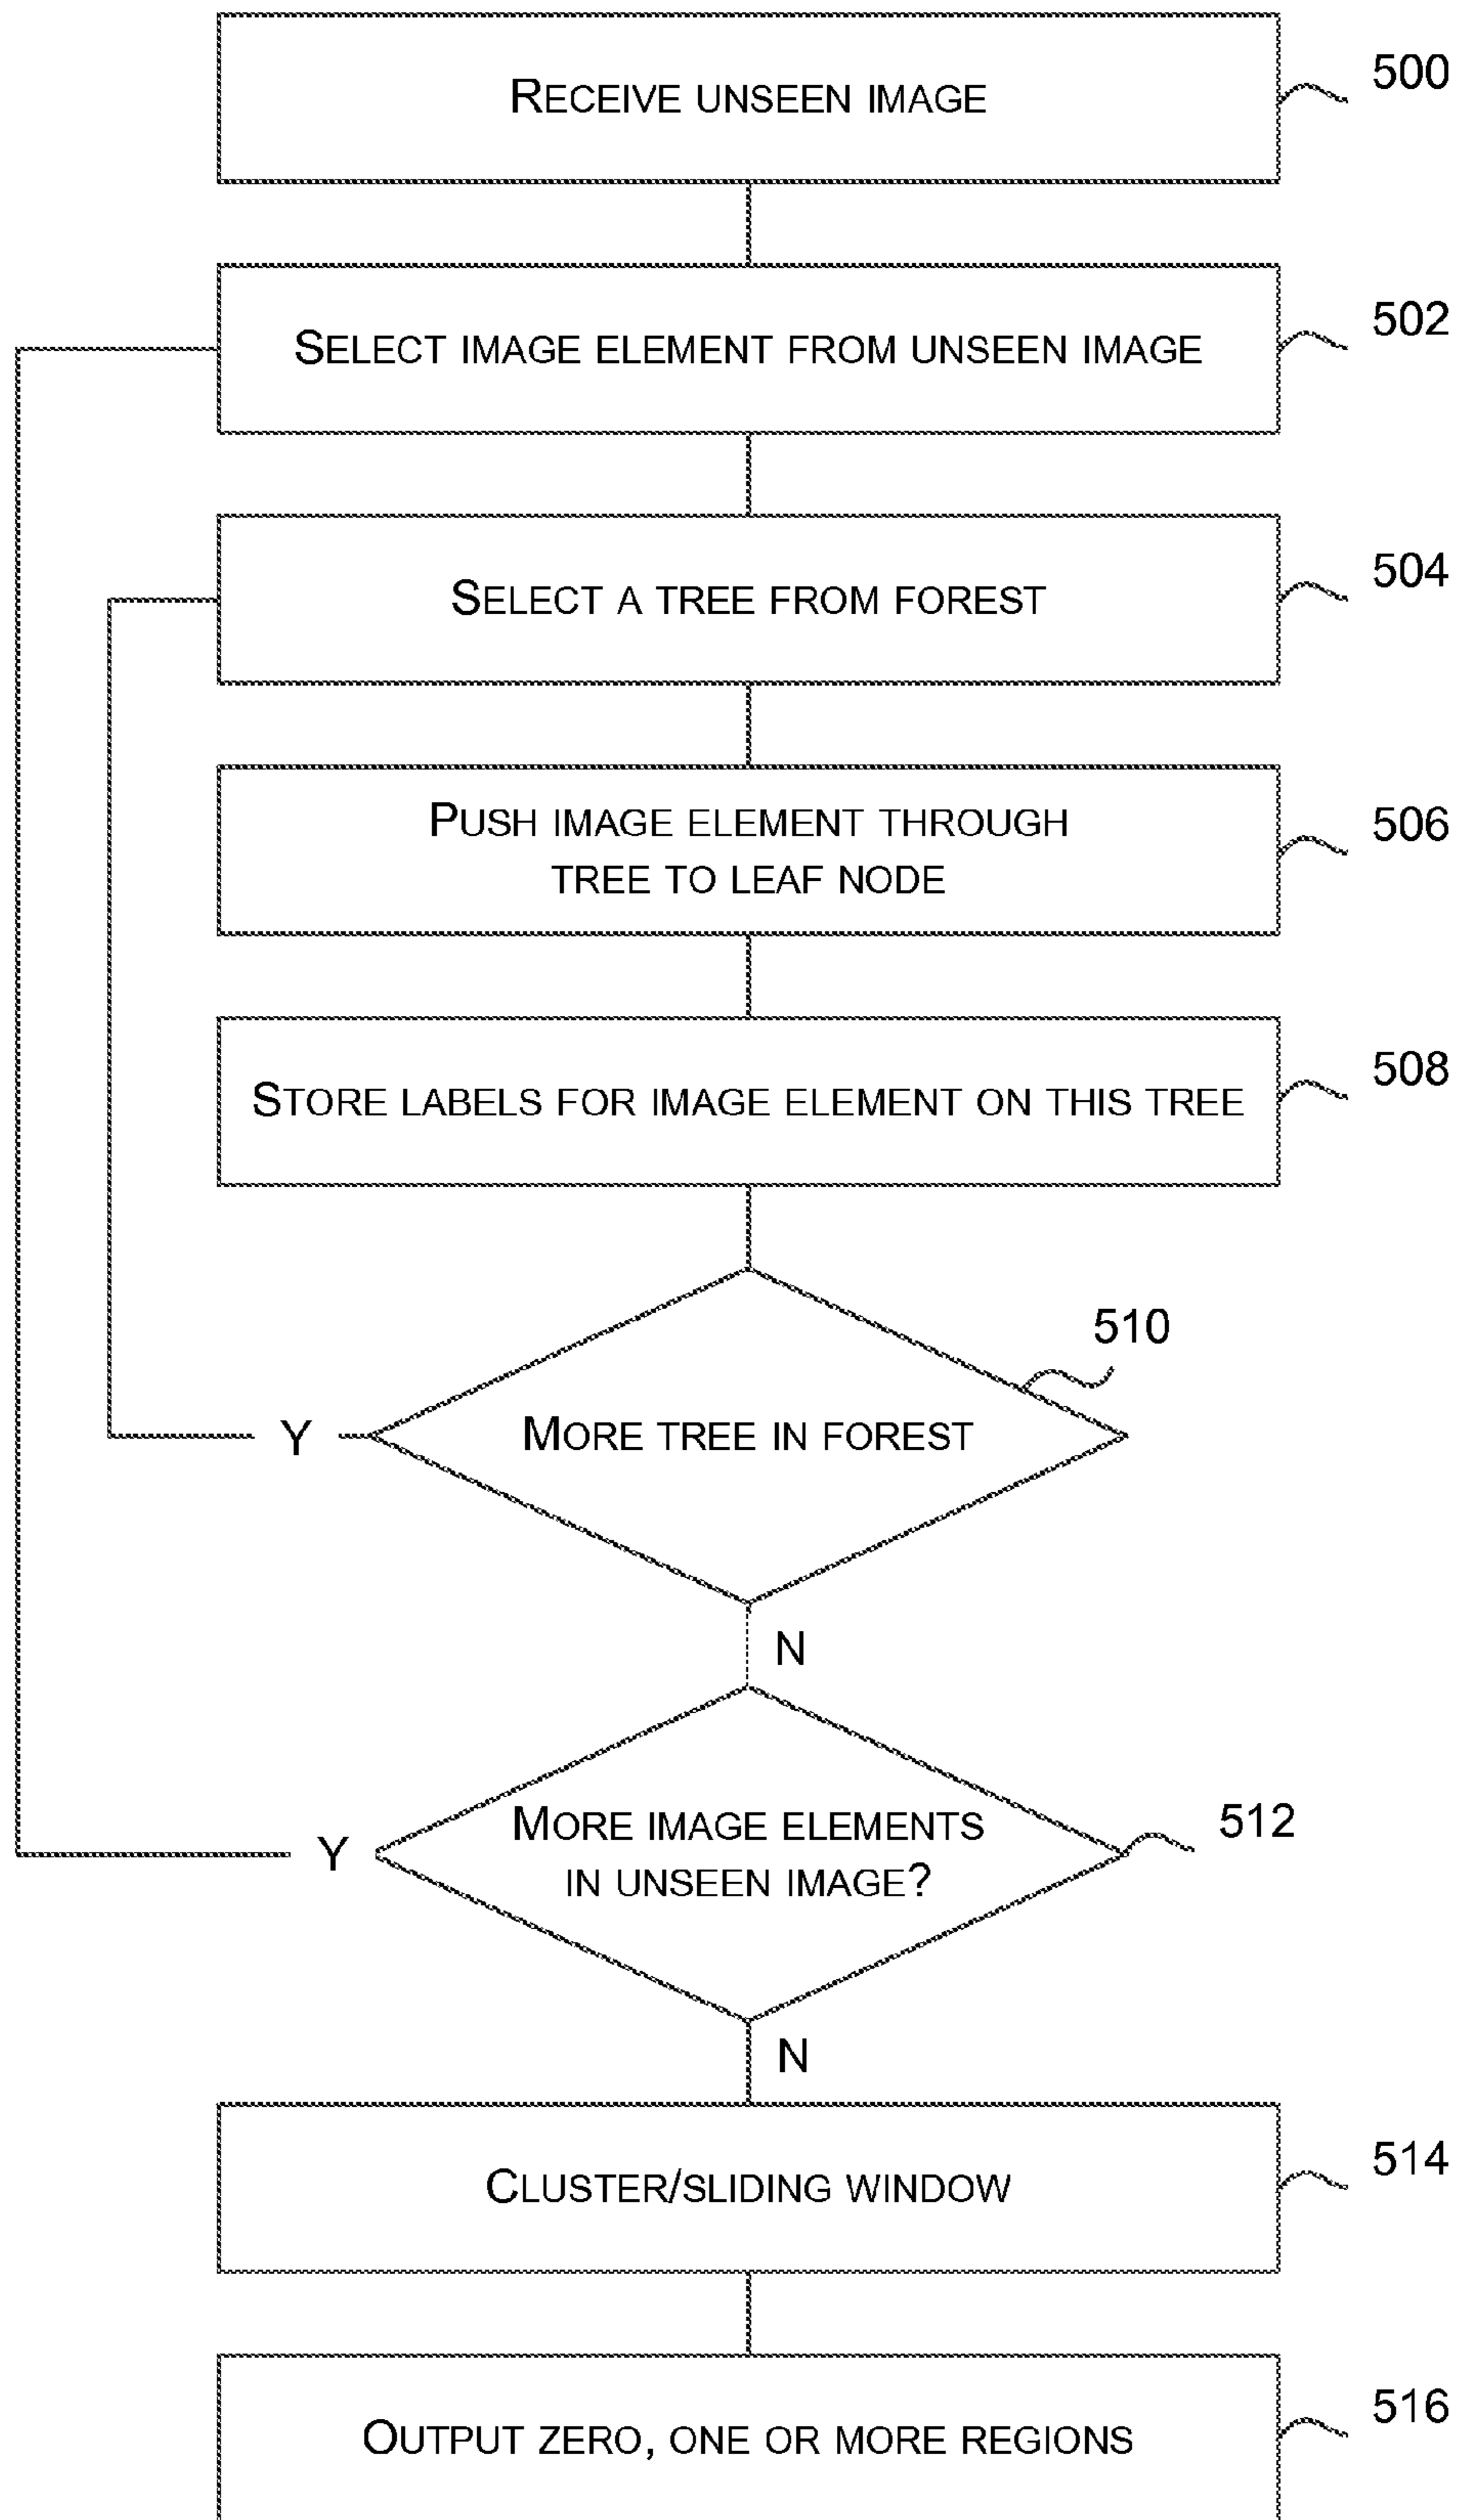 RECEIVE UNSEEN IMAGE
500
SELECT IMAGE ELEMENT FROM UNSEEN IMAGE
502
SELECT A TREE FROM FOREST
504
PUSH IMAGE ELEMENT THROUGH
TREE TO LEAF NODE
506
STORE LABELS FOR IMAGE ELEMENT ON THIS TREE
508
510
Y
MORE TREE IN FOREST
N
MORE IMAGE ELEMENTS
IN UNSEEN IMAGE?
512
Y
N
CLUSTER/SLIDING WINDOW
514
OUTPUT ZERO, ONE OR MORE REGIONS
516